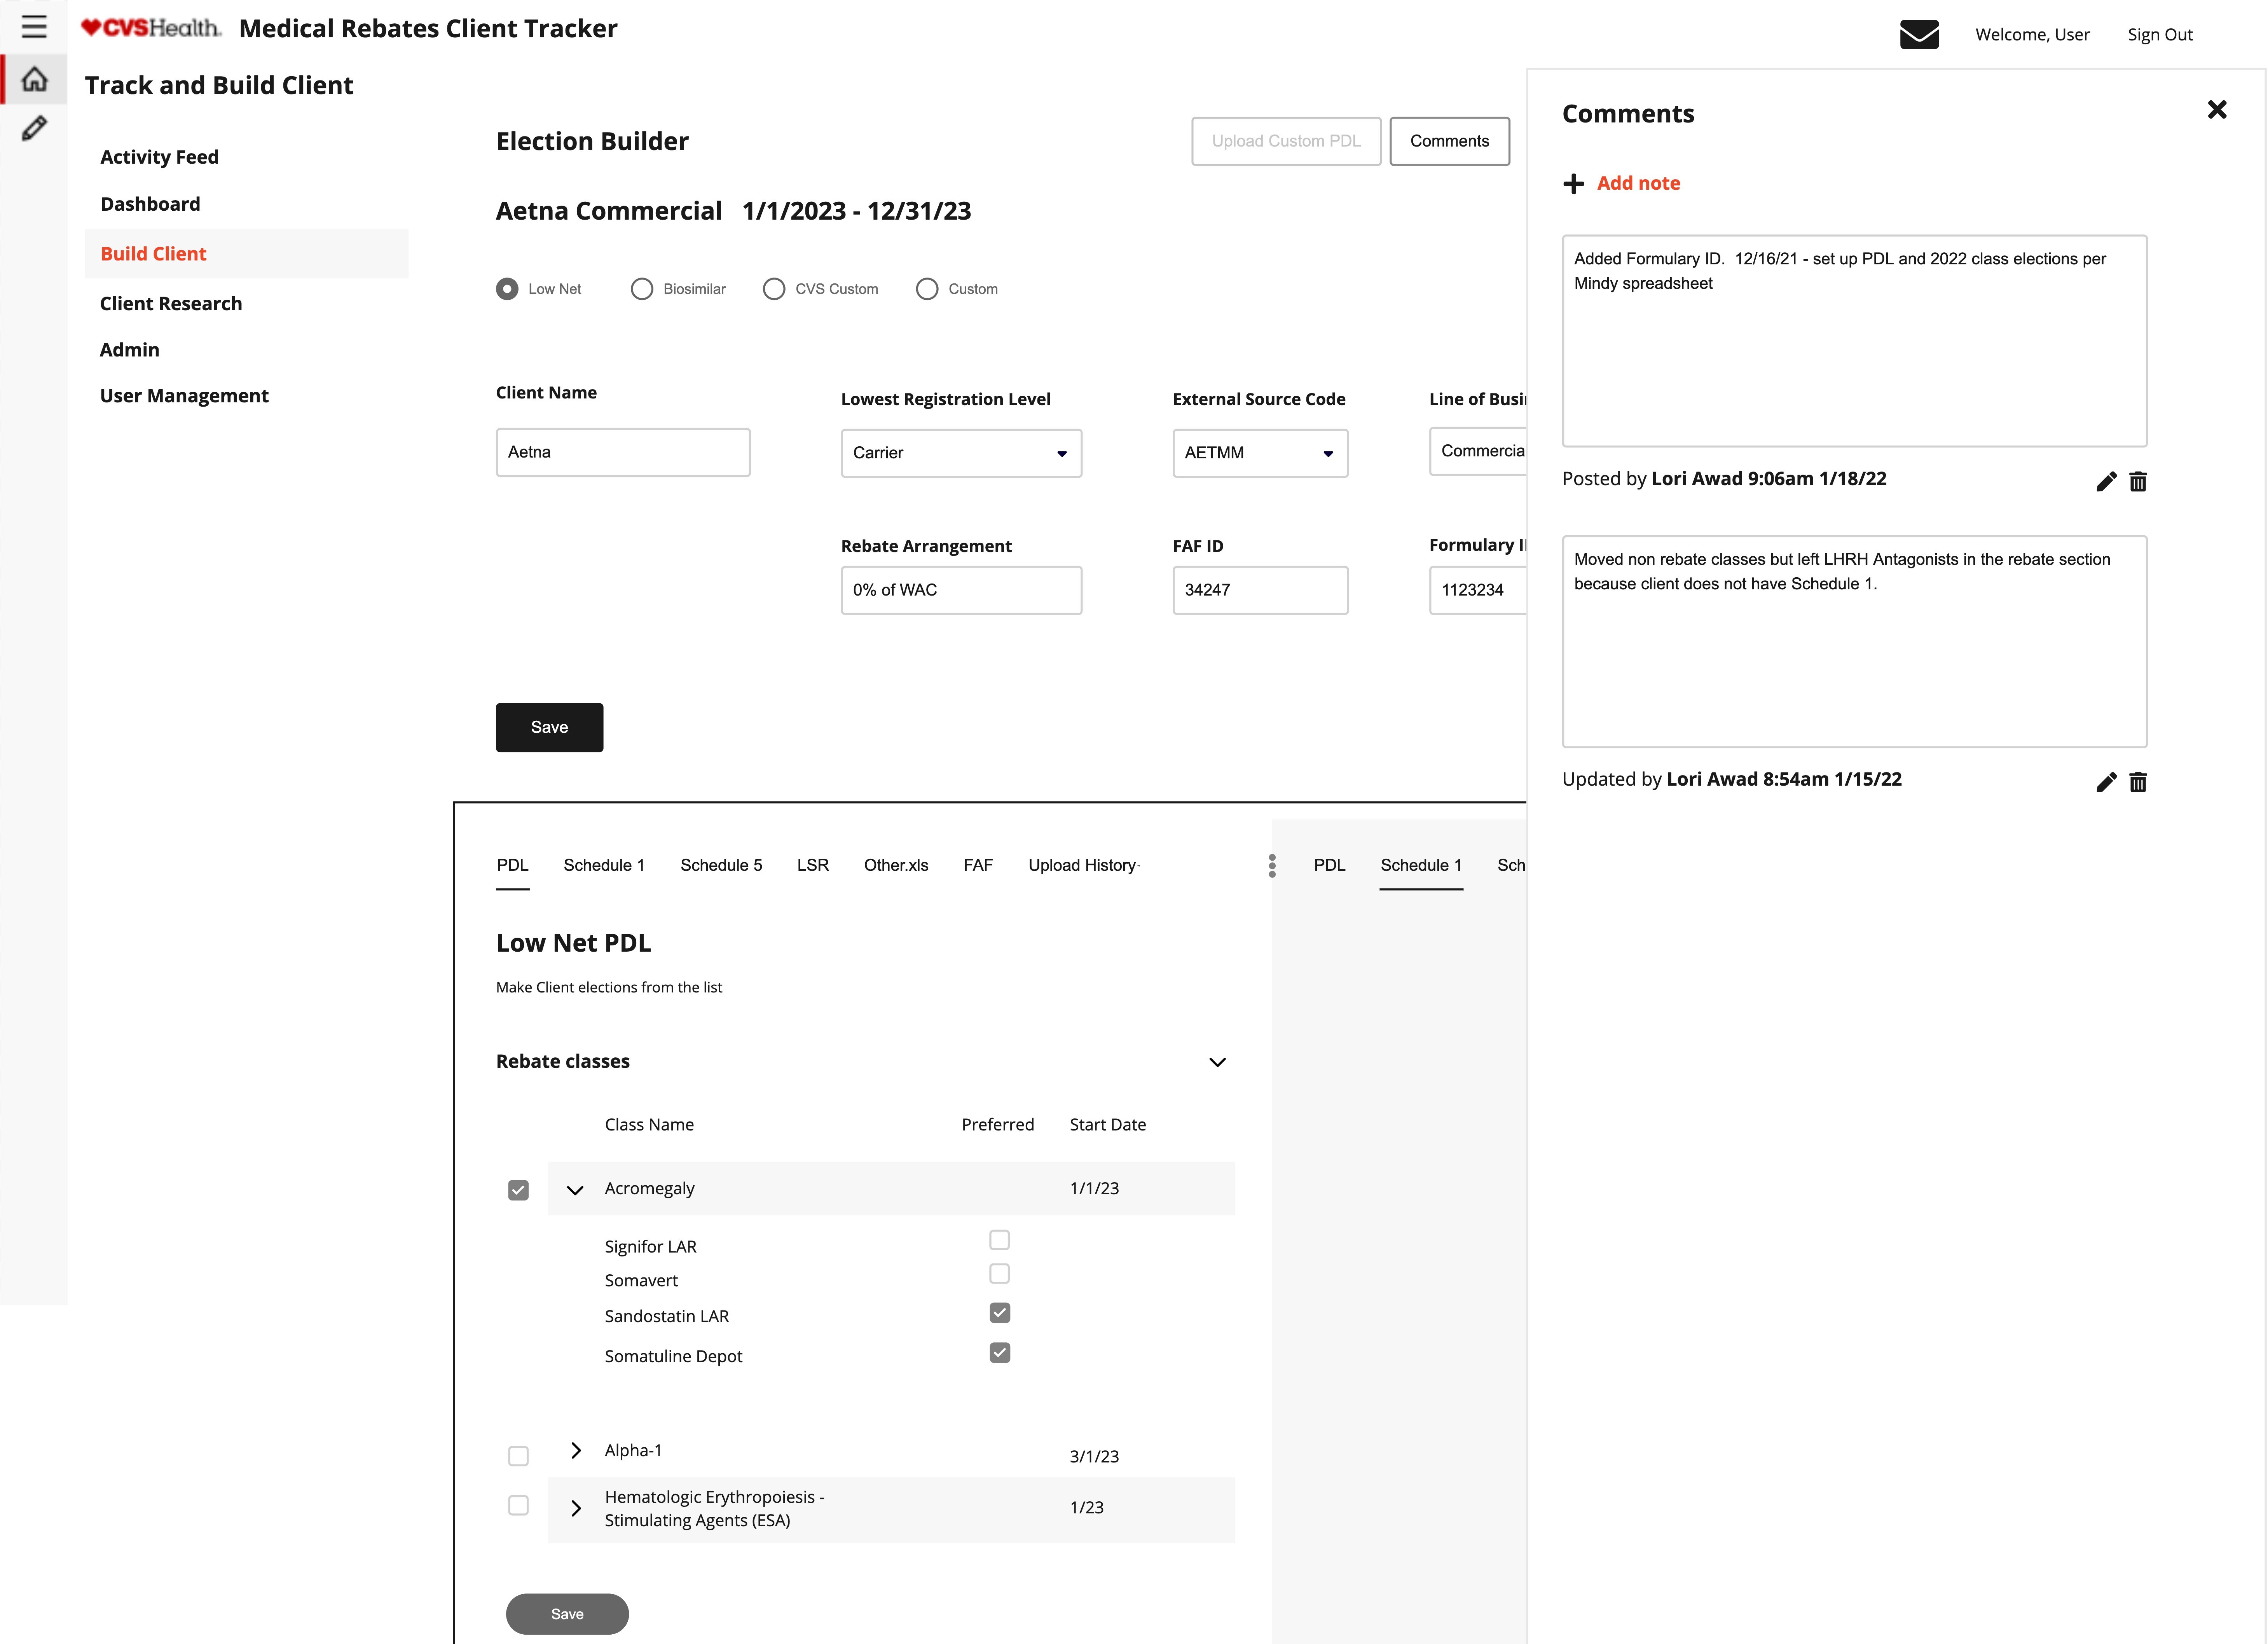 CVSHealth. Medical Rebates Client Tracker
Welcome, User
Sign Out
Track and Build Client
Activity Feed
Dashboard
Build Client
Client Research
Admin
User Management
Election Builder
Upload Custom PDL
Comments
Aetna Commercial 1/1/2023 - 12/31/23
Low Net
Biosimilar
CVS Custom
Custom
Client Name
Lowest Registration Level
External Source Code
Line of Busi
Aetna
Carrier
AETMM
Commercia
Rebate Arrangement
FAF ID
Formulary I
0% of WAC
34247
1123234
Save
PDL
Schedule 1
Schedule 5
LSR
Other.xls
FAF
Upload History-
PDL
Schedule 1
Sch
Low Net PDL
Make Client elections from the list
Rebate classes
Class Name
Preferred
Start Date
Acromegaly
1/1/23
Signifor LAR
Somavert
Sandostatin LAR
Somatuline Depot
Alpha-1
3/1/23
Hematologic Erythropoiesis -
Stimulating Agents (ESA)
1/23
Save
Comments
Add note
Added Formulary ID. 12/16/21 - set up PDL and 2022 class elections per
Mindy spreadsheet
Posted by Lori Awad 9:06am 1/18/22
Moved non rebate classes but left LHRH Antagonists in the rebate section
because client does not have Schedule 1.
Updated by Lori Awad 8:54am 1/15/22